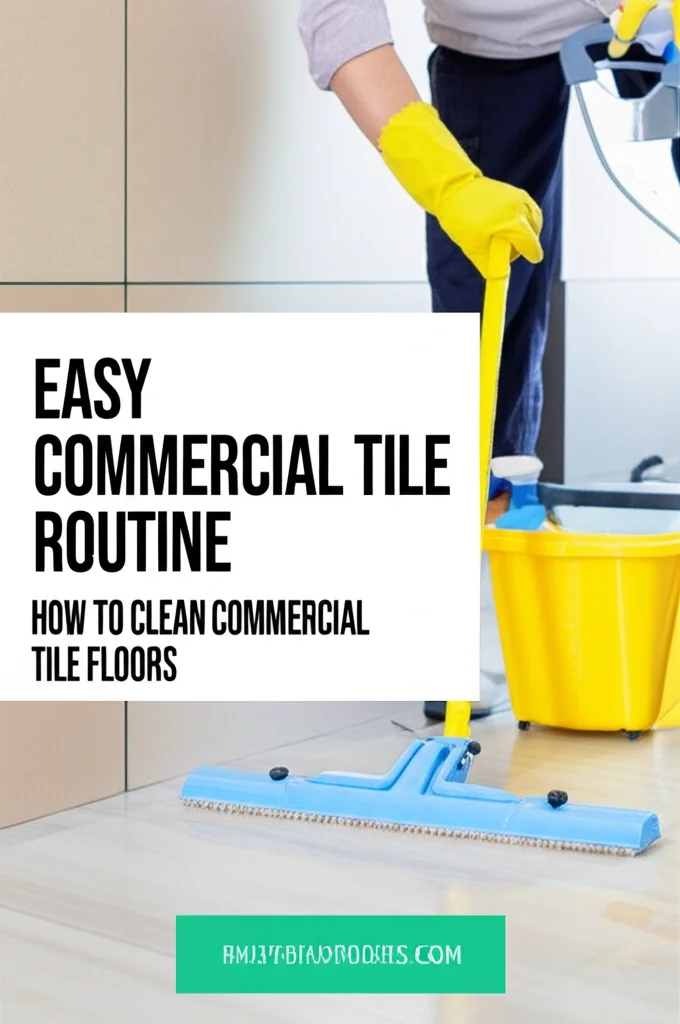 EASY
COMMERCIAL TILE
ROUTINE
HOW TO CLEAN COMMERCIAL
TILE FLOORS